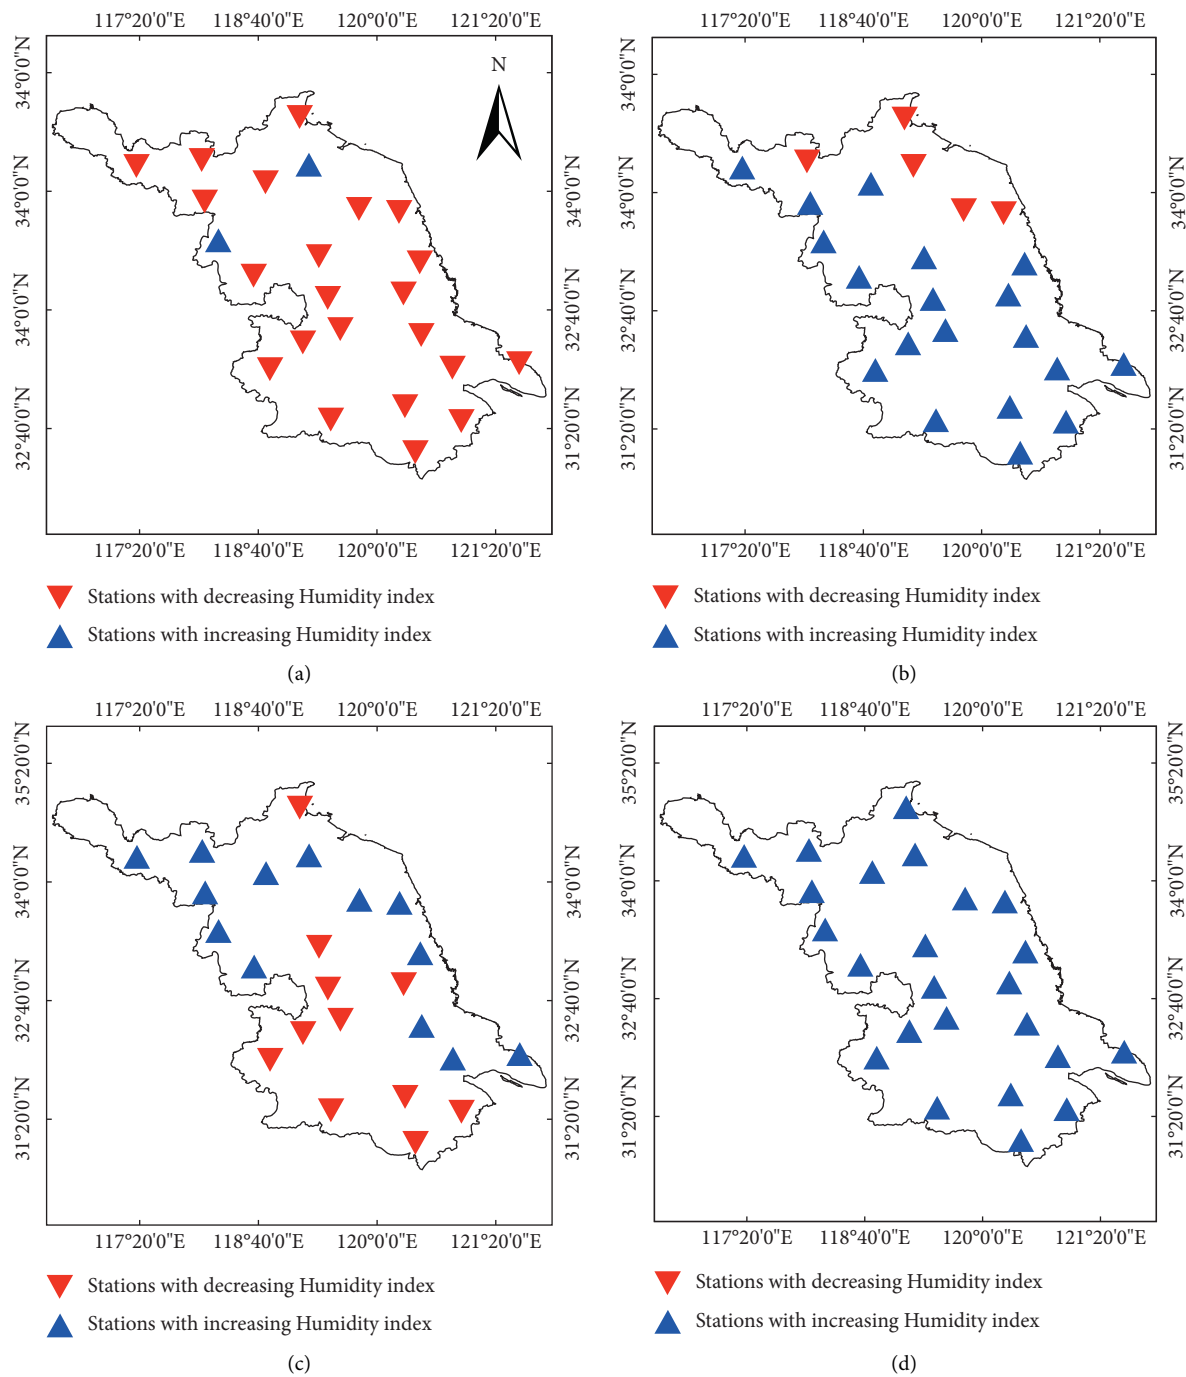 117°20'0"E 118°40'0"E 120°0'0"E 121°20'0"E
34°0'0"N
34°0'0"N
34°0'0"N
32°40'0"N
N
34°0'0"N
32°40'0"N
31°20'0"N
117°20'0"E 118°40'0"E 120°0'0"E 121°20'0"E
Stations with decreasing Humidity index
Stations with increasing Humidity index
(a)
117°20'0"E 118°40'0"E 120°0'0"E 121°20'0"E
34°0'0"N
34°0'0"N
32°40'0"N
31°20'0"N
34°0'0"N
32°40'0"N
31°20'0"N
117°20'0"E 118°40'0"E 120°0'0"E 121°20'0"E
Stations with decreasing Humidity index
Stations with increasing Humidity index
(b)
117°20'0"E 118°40'0"E 120°0'0"E 121°20'0"E
35°20'0"N
34°0'0"N
32°40'0"N
31°20'0"N
34°0'0"N
32°40'0"N
31°20'0"N
117°20'0"E 118°40'0"E 120°0'0"E 121°20'0"E
Stations with decreasing Humidity index
Stations with increasing Humidity index
(c)
117°20'0"E 118°40'0"E 120°0'0"E 121°20'0"E
35°20'0"N
34°0'0"N
32°40'0"N
31°20'0"N
35°20'0"N
34°0'0"N
32°40'0"N
31°20'0"N
117°20'0"E 118°40'0"E 120°0'0"E 121°20'0"E
Stations with decreasing Humidity index
Stations with increasing Humidity index
(d)